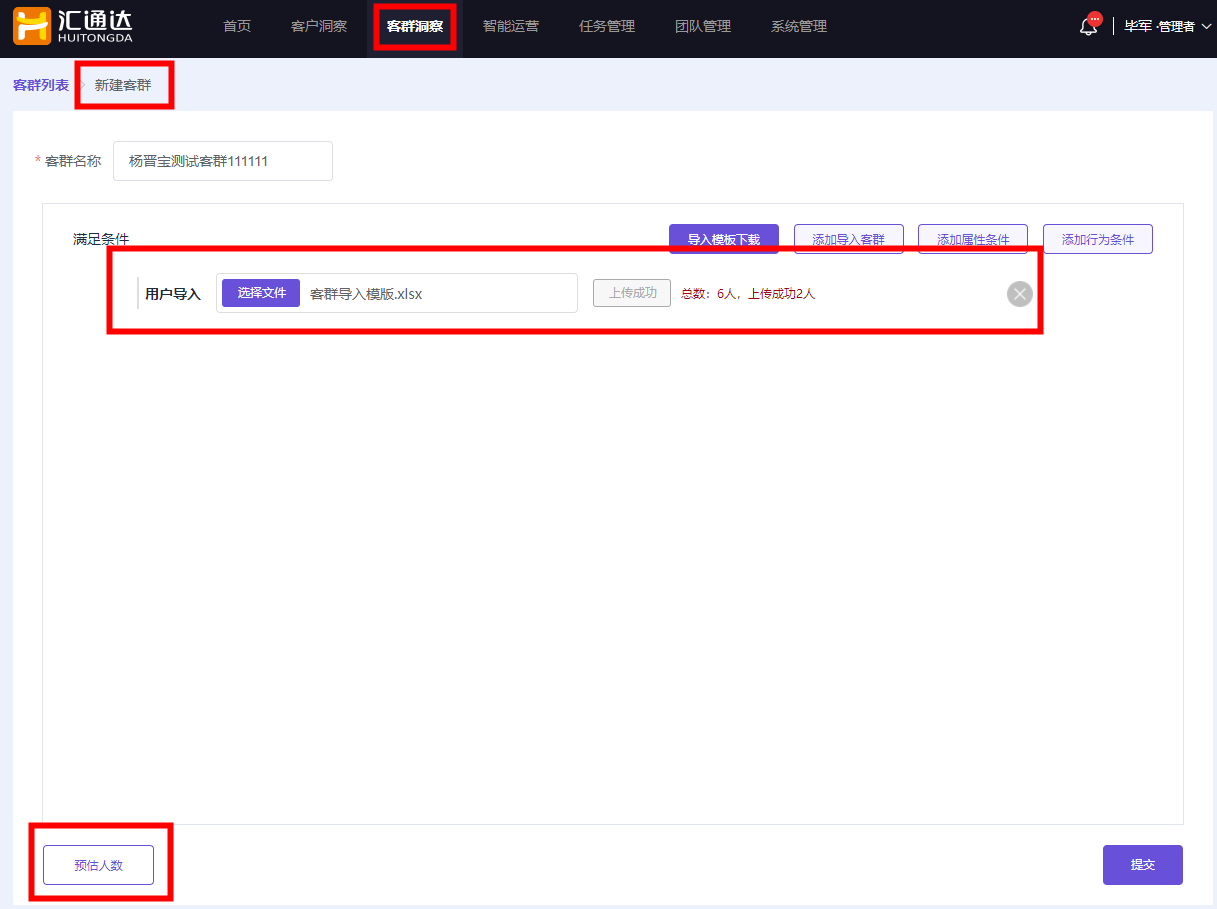 汇通达
HUITONGDA
首页 客户洞察 客群洞察 智能运营 任务管理 团队管理 系统管理
毕军 ·管理者
客群列表 新建客群
* 客群名称 杨晋宝测试客群111111
满足条件 导入模板下载 添加导入客群 添加属性条件 添加行为条件
用户导入 选择文件 客群导入模版.xlsx 上传成功 总数：6人，上传成功2人
预估人数 提交